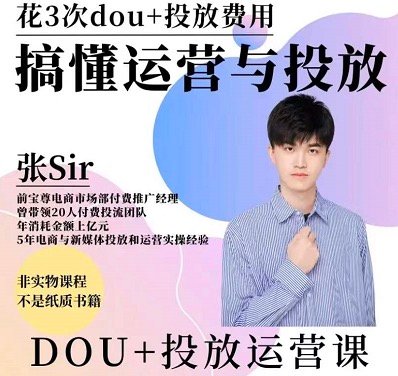 花3次dou+投放费用
搞懂运营与投放
张Sir
前宝尊电商市场部付费推广经理
曾带领20人付费投流团队
年消耗金额上亿元
5年电商与新媒体投放和运营实操经验
非实物课程
不是纸质书籍
DOU+投放运营课